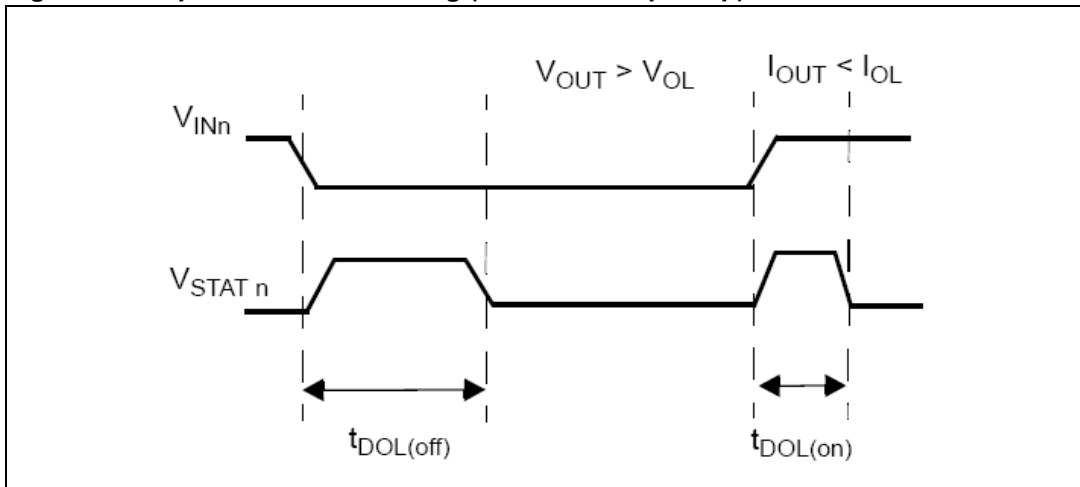 V_OUT > V_OL
I_OUT < I_OL
V_INn
V_STAT n
t_DOL(off)
t_DOL(on)